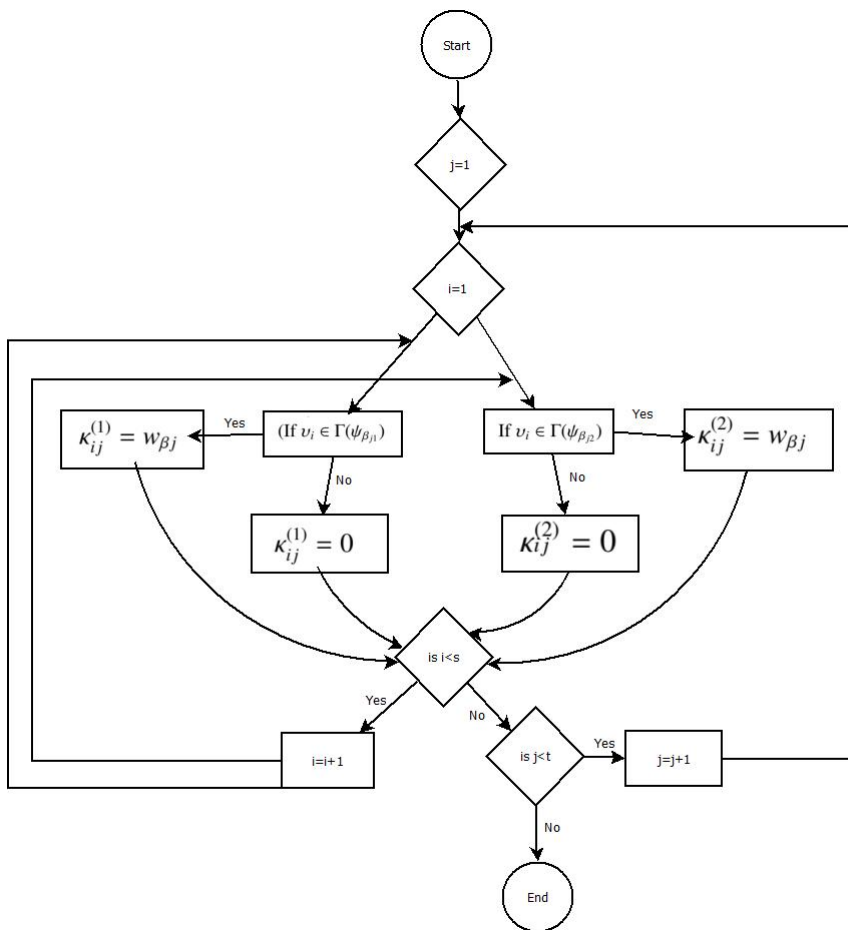 Start
j=1
i=1
Yes
(If υᵢ ∈ Γ(ψ_{β_{j1}})
If υᵢ ∈ Γ(ψ_{β_{j2}})
Yes
κ_{ij}^{(1)} = w_{βj}
κ_{ij}^{(2)} = w_{βj}
No
No
κ_{ij}^{(1)} = 0
κ_{ij}^{(2)} = 0
is i<s
Yes
No
i=i+1
is j<t
Yes
j=j+1
No
End